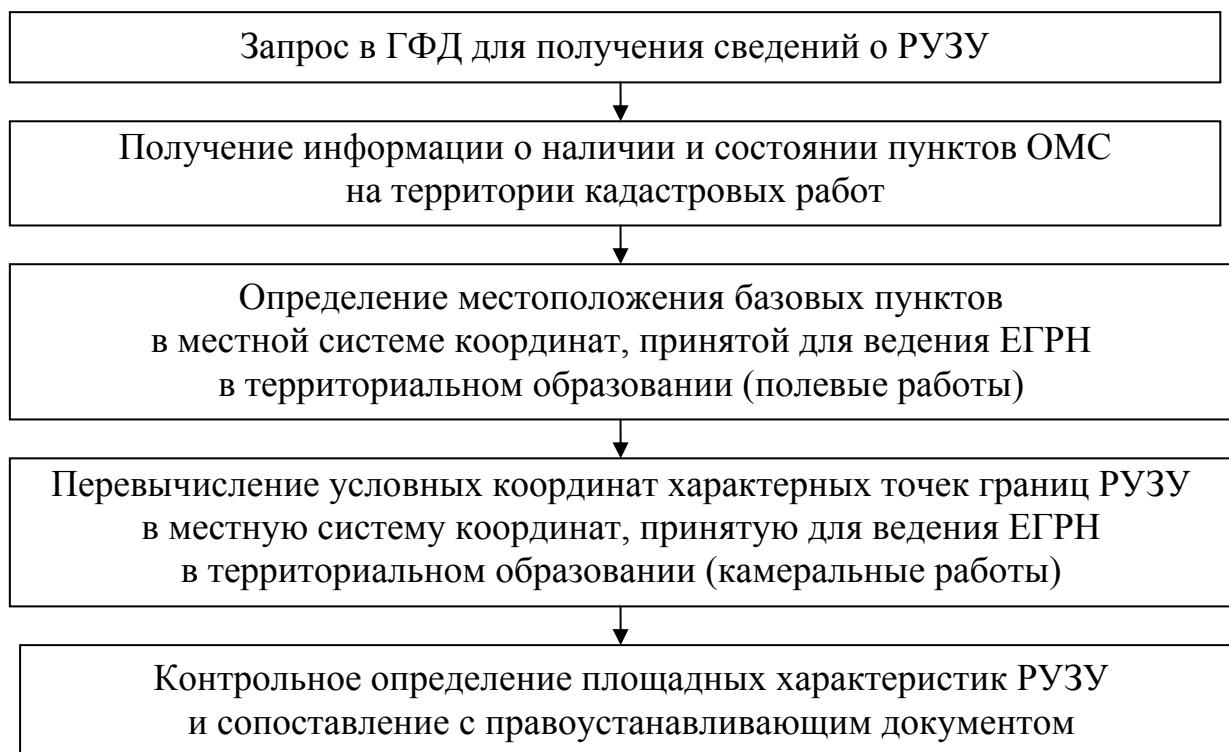 Запрос в ГФД для получения сведений о РУЗУ
Получение информации о наличии и состоянии пунктов ОМС
на территории кадастровых работ
Определение местоположения базовых пунктов
в местной системе координат, принятой для ведения ЕГРН
в территориальном образовании (полевые работы)
Перевычисление условных координат характерных точек границ РУЗУ
в местную систему координат, принятую для ведения ЕГРН
в территориальном образовании (камеральные работы)
Контрольное определение площадных характеристик РУЗУ
и сопоставление с правоустанавливающим документом